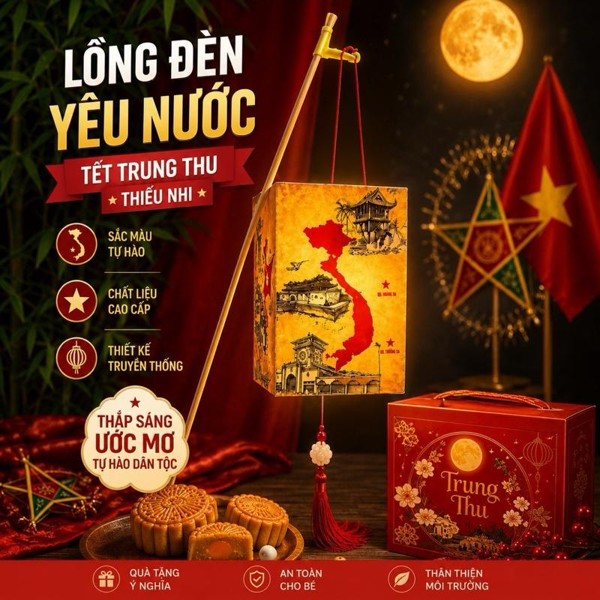 LỒNG ĐÈN
YÊU NƯỚC
TẾT TRUNG THU
THIẾU NHI
SẮC MÀU
TỰ HÀO
CHẤT LIỆU
CAO CẤP
THIẾT KẾ
TRUYỀN THỐNG
THẮP SÁNG
ƯỚC MƠ
TỰ HÀO DÂN TỘC
Trung
Thu
QUÀ TẶNG
Ý NGHĨA
AN TOÀN
CHO BÉ
THÂN THIỆN
MÔI TRƯỜNG